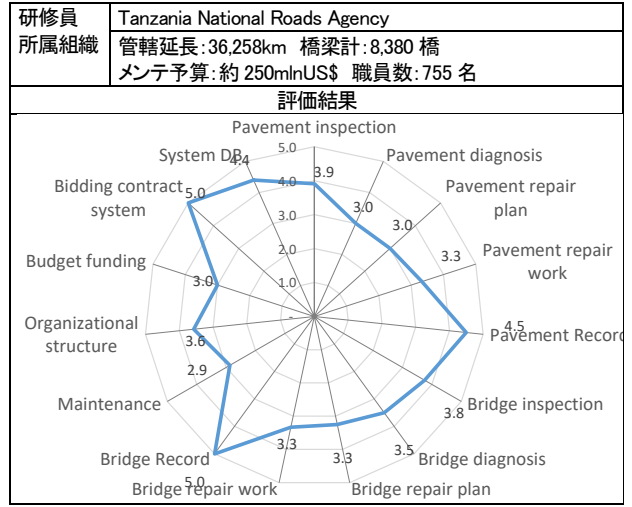 研修員
所属組織
Tanzania National Roads Agency
管轄延長:36,258km 橋梁計:8,380 橋
メンテ予算:約 250mlnUS$ 職員数:755 名
評価結果
Pavement inspection
System DB
Pavement diagnosis
Bidding contract
system
Pavement repair
plan
Budget funding
Pavement repair
work
Organizational
structure
Pavement Record
Maintenance
Bridge inspection
Bridge Record
Bridge diagnosis
Bridge repair work
Bridge repair plan
5.0
4.0
3.0
2.0
1.0
-
3.9
3.0
3.0
3.3
4.5
3.8
3.5
3.3
3.3
5.0
2.9
3.6
3.0
5.0
4.4